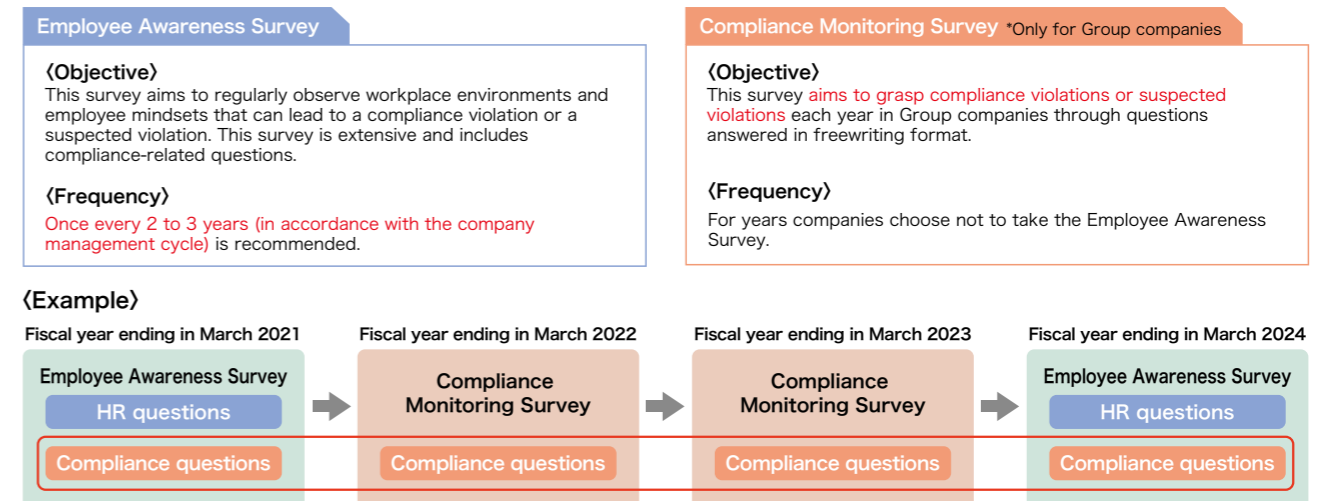 Employee Awareness Survey
〈Objective〉
This survey aims to regularly observe workplace environments and
employee mindsets that can lead to a compliance violation or a
suspected violation. This survey is extensive and includes
compliance-related questions.
〈Frequency〉
Once every 2 to 3 years (in accordance with the company
management cycle) is recommended.
Compliance Monitoring Survey *Only for Group companies
〈Objective〉
This survey aims to grasp compliance violations or suspected
violations each year in Group companies through questions
answered in freewriting format.
〈Frequency〉
For years companies choose not to take the Employee Awareness
Survey.
〈Example〉
Fiscal year ending in March 2021
Employee Awareness Survey
HR questions
Compliance questions
Fiscal year ending in March 2022
Compliance
Monitoring Survey
Compliance questions
Fiscal year ending in March 2023
Compliance
Monitoring Survey
Compliance questions
Fiscal year ending in March 2024
Employee Awareness Survey
HR questions
Compliance questions